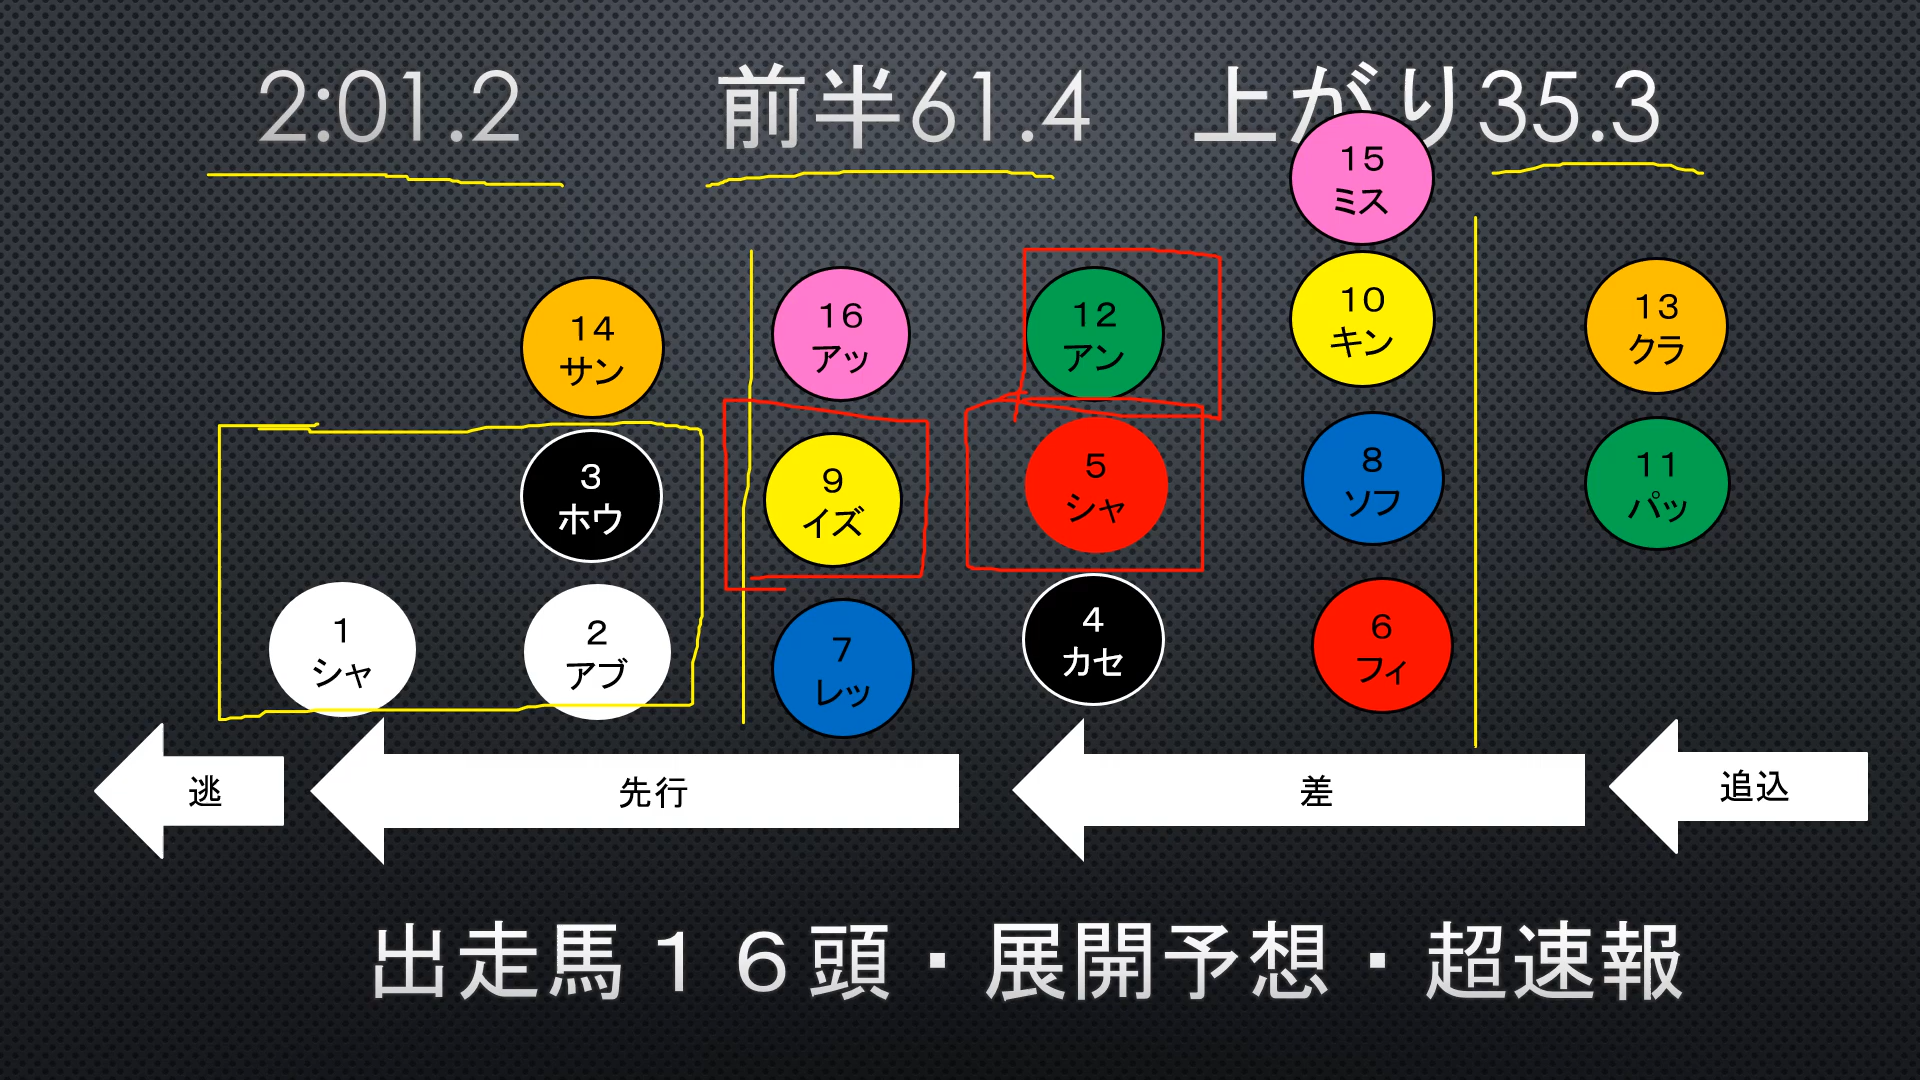 2:01.2 前半61.4 上がり35.3
15
ミス
14
サン
16
アッ
12
アン
10
キン
13
クラ
3
ホウ
9
イズ
5
シャ
8
ソフ
11
パッ
1
シャ
2
アブ
7
レッ
4
カセ
6
フィ
逃
先行
差
追込
出走馬１６頭・展開予想・超速報